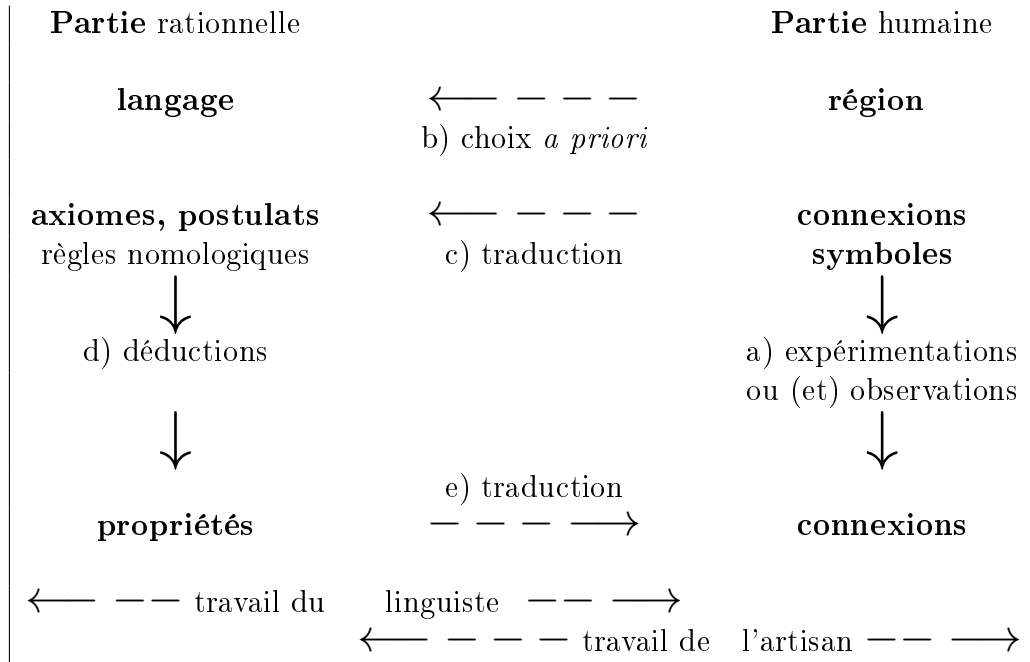 Partie rationnelle Partie humaine
langage région
b) choix a priori
axiomes, postulats connexions
règles nomologiques c) traduction symboles
d) déductions a) expérimentations
ou (et) observations
e) traduction
propriétés connexions
travail du linguiste
travail de l'artisan